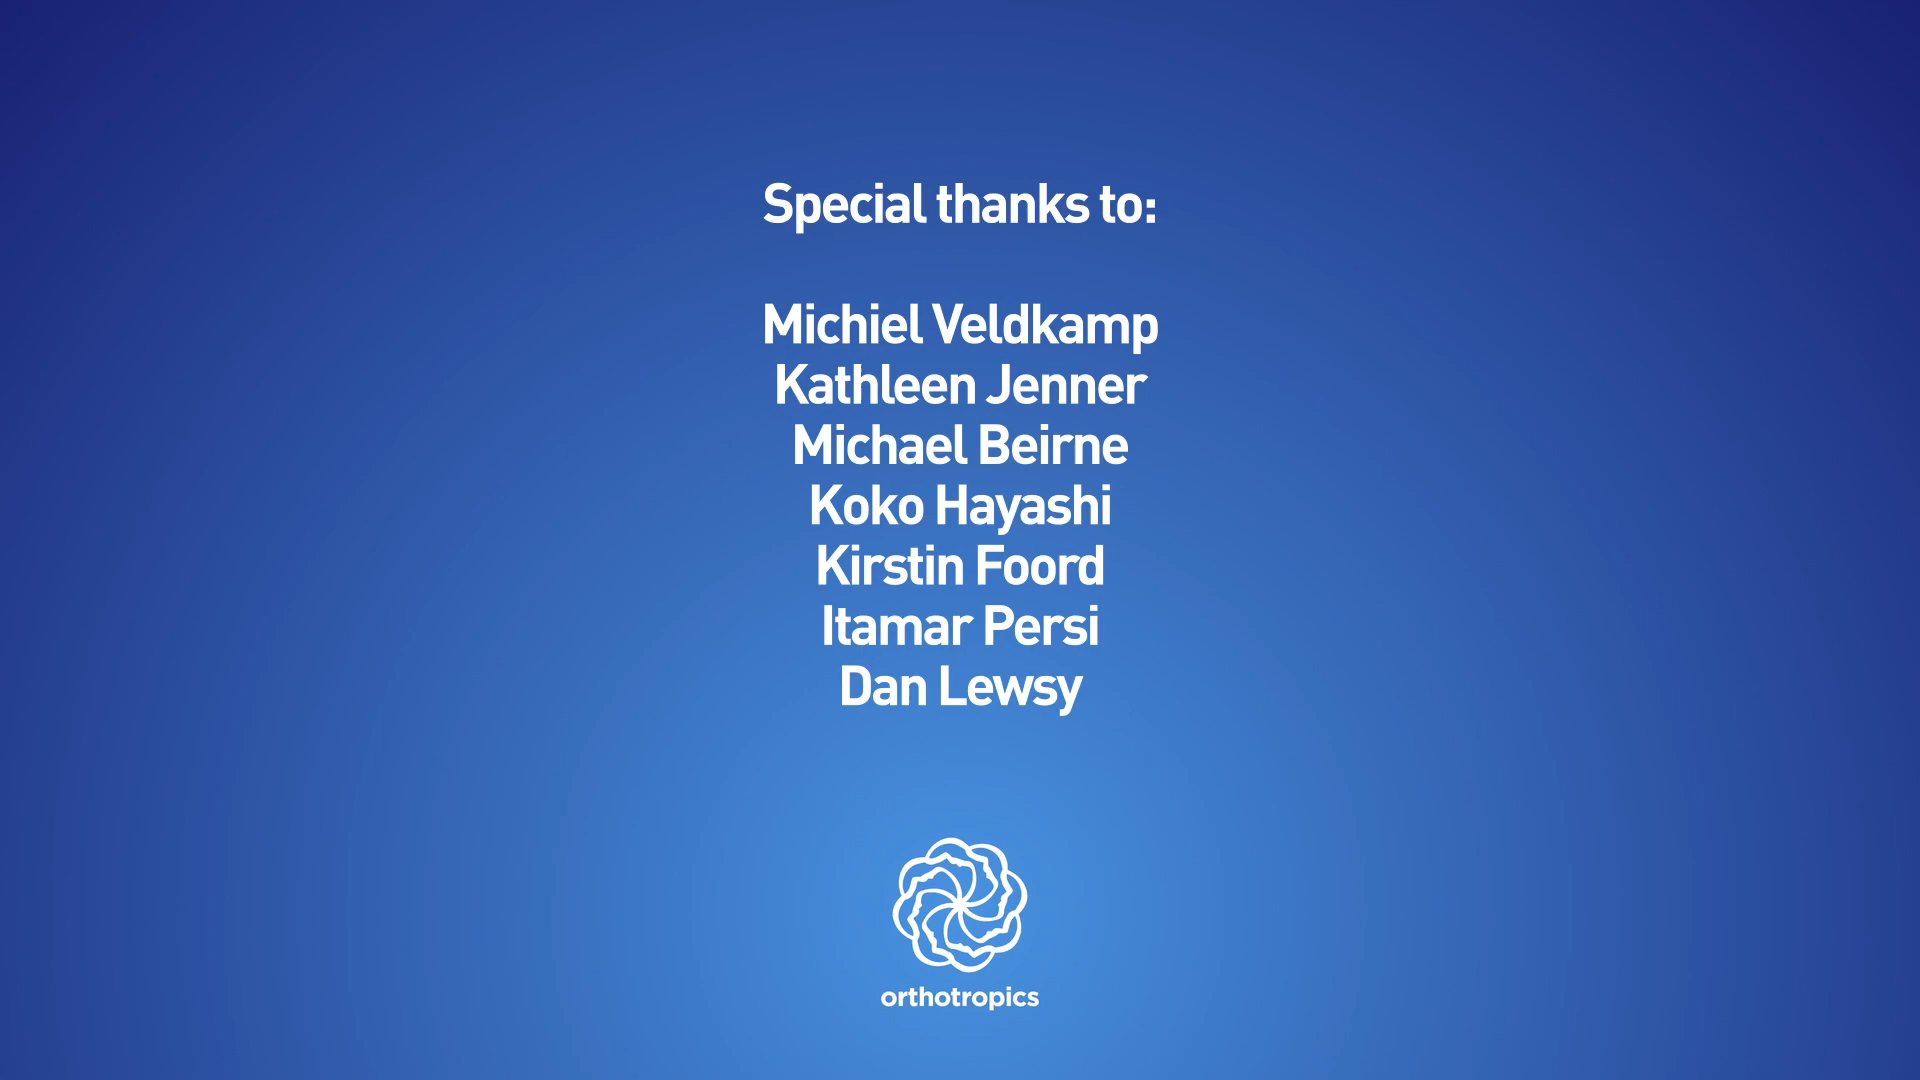 Special thanks to:
Michiel Veldkamp
Kathleen Jenner
Michael Beirne
Koko Hayashi
Kirstin Foord
Itamar Persi
Dan Lewsy
orthotropics